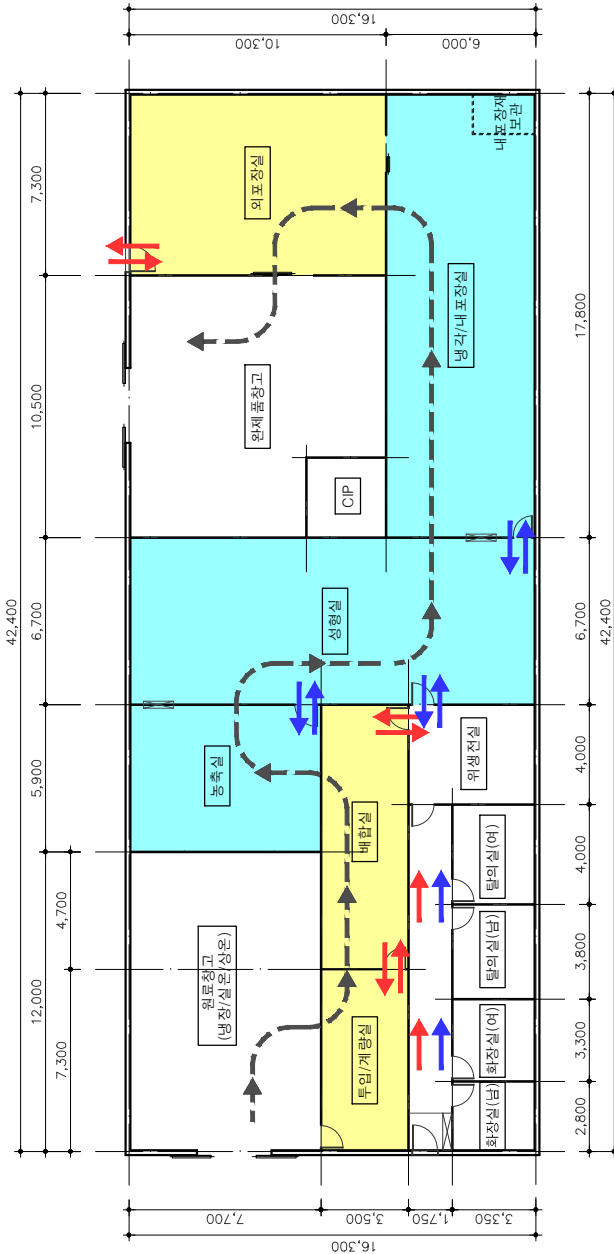 16,300
10,300
6,000
42,400
7,300
10,500
6,700
5,900
4,700
12,000
7,300
외포장실
내포장재
보관
완제품창고
냉각/내포장실
CIP
성형실
농축실
배합실
위생전실
원료창고
(냉장/실온/상온)
투입/계량실
탈의실(여)
탈의실(남)
화장실(여)
화장실(남)
17,800
6,700
42,400
4,000
4,000
3,800
3,300
2,800
7,700
3,500
1,750
3,350
16,300